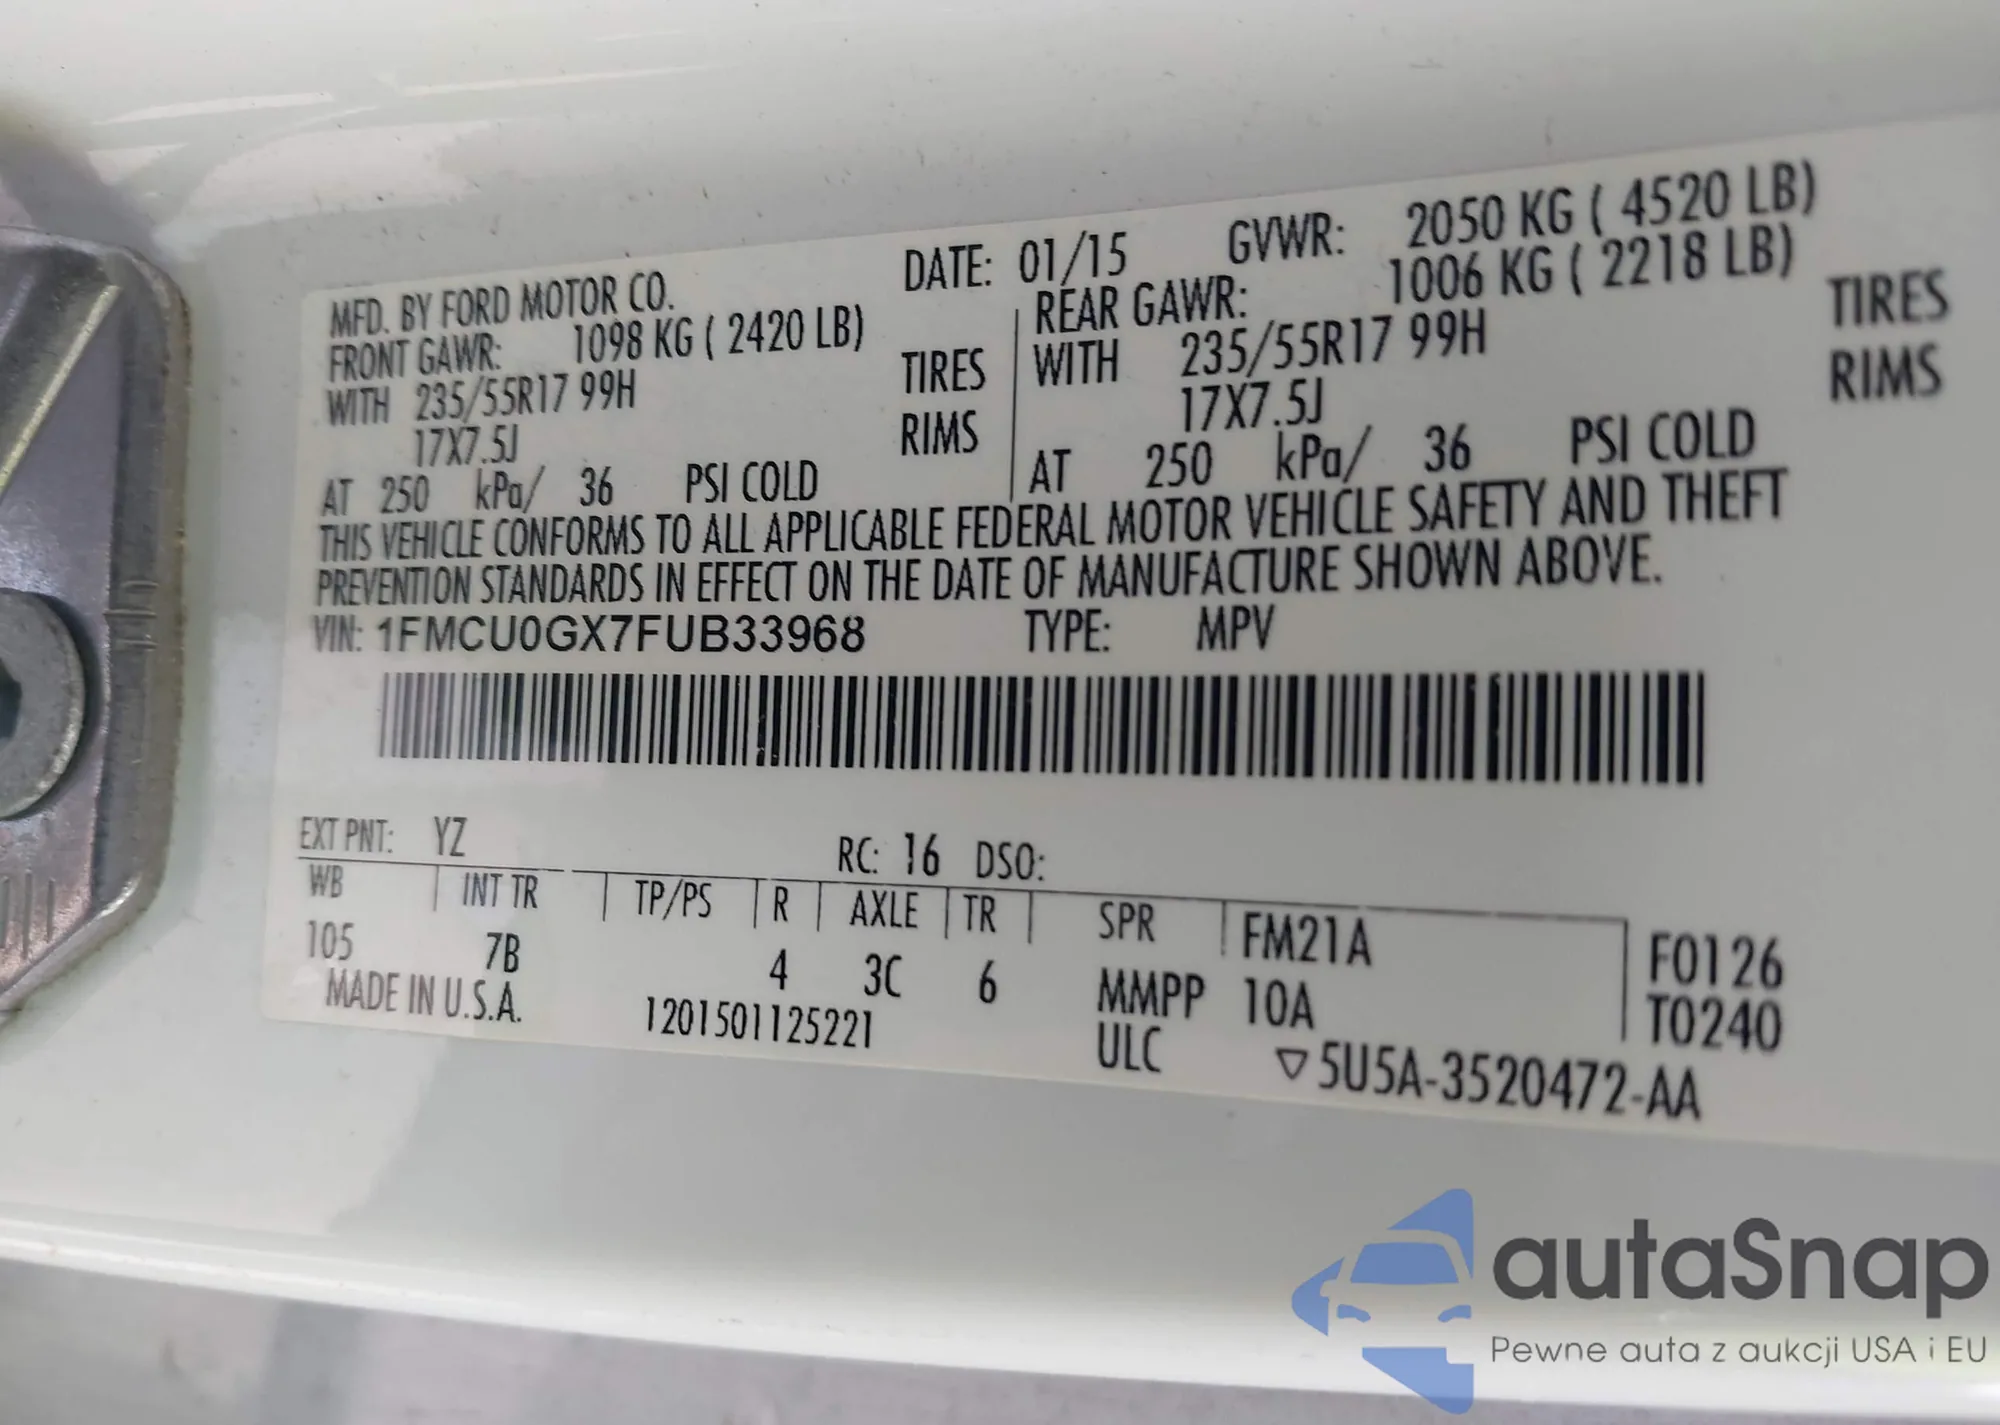 MFD. BY FORD MOTOR CO. DATE: 01/15 GVWR: 2050 KG ( 4520 LB)
FRONT GAWR: 1098 KG ( 2420 LB) REAR GAWR: 1006 KG ( 2218 LB)
WITH 235/55R17 99H TIRES WITH 235/55R17 99H TIRES
17X7.5J RIMS 17X7.5J RIMS
AT 250 kPa/ 36 PSI COLD AT 250 kPa/ 36 PSI COLD
THIS VEHICLE CONFORMS TO ALL APPLICABLE FEDERAL MOTOR VEHICLE SAFETY AND THEFT
PREVENTION STANDARDS IN EFFECT ON THE DATE OF MANUFACTURE SHOWN ABOVE.
VIN: 1FMCU0GX7FUB33968 TYPE: MPV
EXT PNT: YZ RC: 16 DSO:
WB INT TR TP/PS R AXLE TR SPR FM21A F0126
105 7B 4 3C 6 MMPP 10A T0240
MADE IN U.S.A. 1201501125221 ULC ▽5U5A-3520472-AA
autaSnap
Pewne auta z aukcji USA i EU